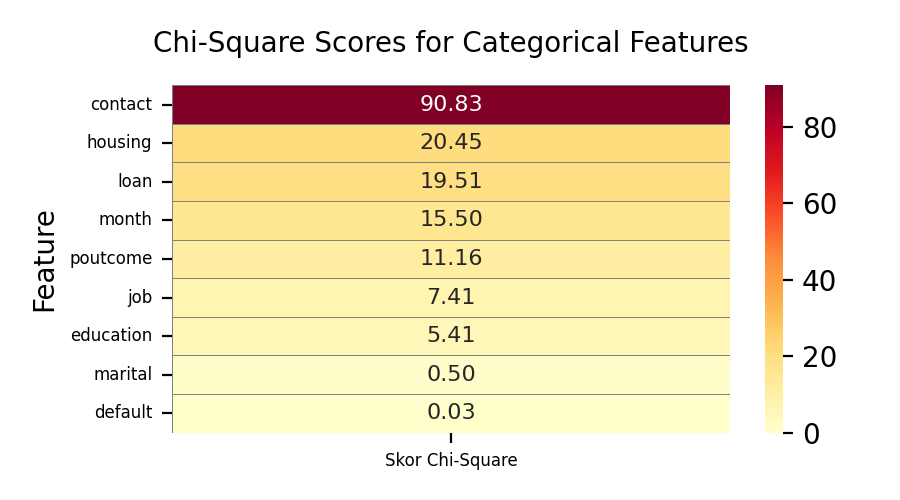 Chi-Square Scores for Categorical Features
Feature
contact 90.83
housing 20.45
loan 19.51
month 15.50
poutcome 11.16
job 7.41
education 5.41
marital 0.50
default 0.03
Skor Chi-Square
80
60
40
20
0